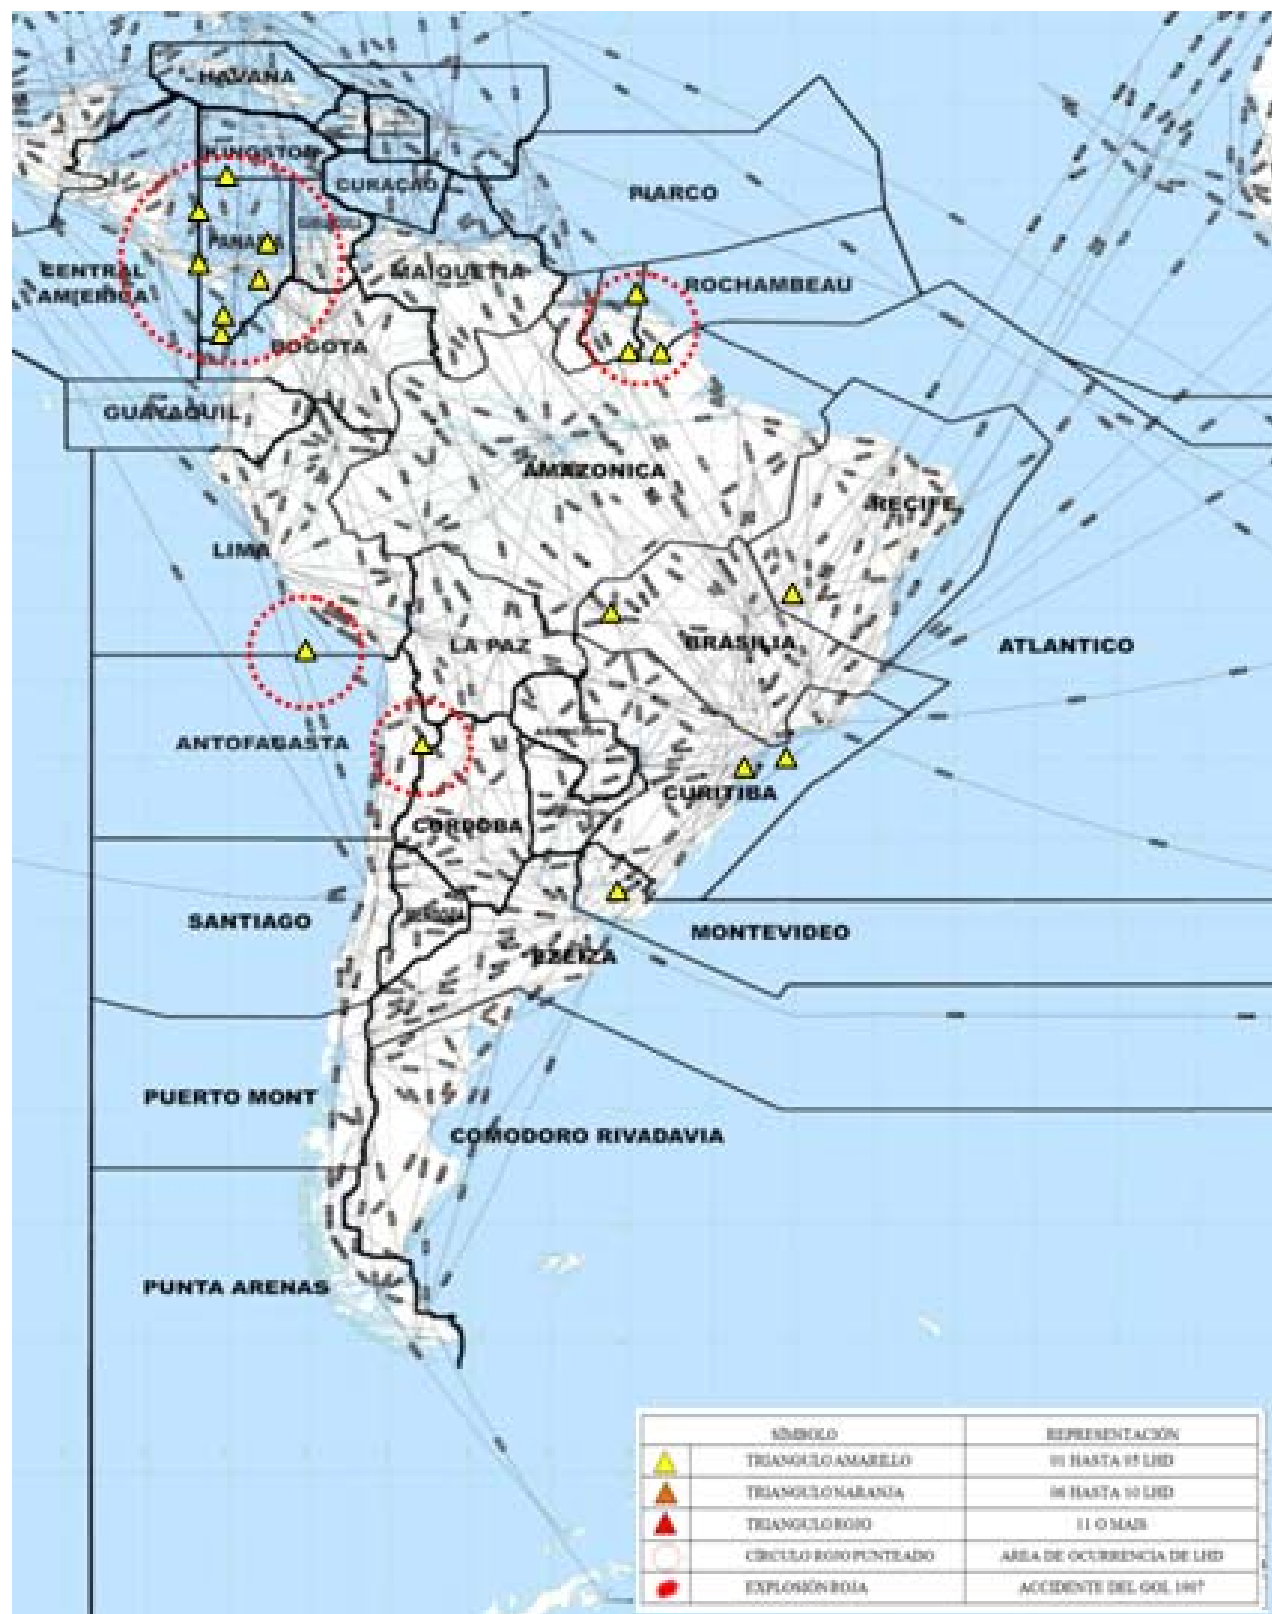 HAVANA
KINGSTON
CURAÇAO
PIARCO
PANAMA
CENTRAL
AMERICA
MAIQUETIA
ROCHAMBEAU
BOGOTA
GUAYAQUIL
AMAZONICA
RECIFE
LIMA
LA PAZ
BRASILIA
ATLANTICO
ANTOFAGASTA
CURITIBA
CORDOBA
SANTIAGO
MONTEVIDEO
EZEIZA
PUERTO MONT
COMODORO RIVADAVIA
PUNTA ARENAS
SÍMBOLO REPRESENTACIÓN
TRIANGULO AMARILLO 01 HASTA 05 LHD
TRIANGULO NARANJA 06 HASTA 10 LHD
TRIANGULO ROJO 11 O MAIS
CÍRCULO ROJO PUNTEADO AREA DE OCURRENCIA DE LHD
EXPLOSIÓN ROJA ACCIDENTE DEL GOL 1907